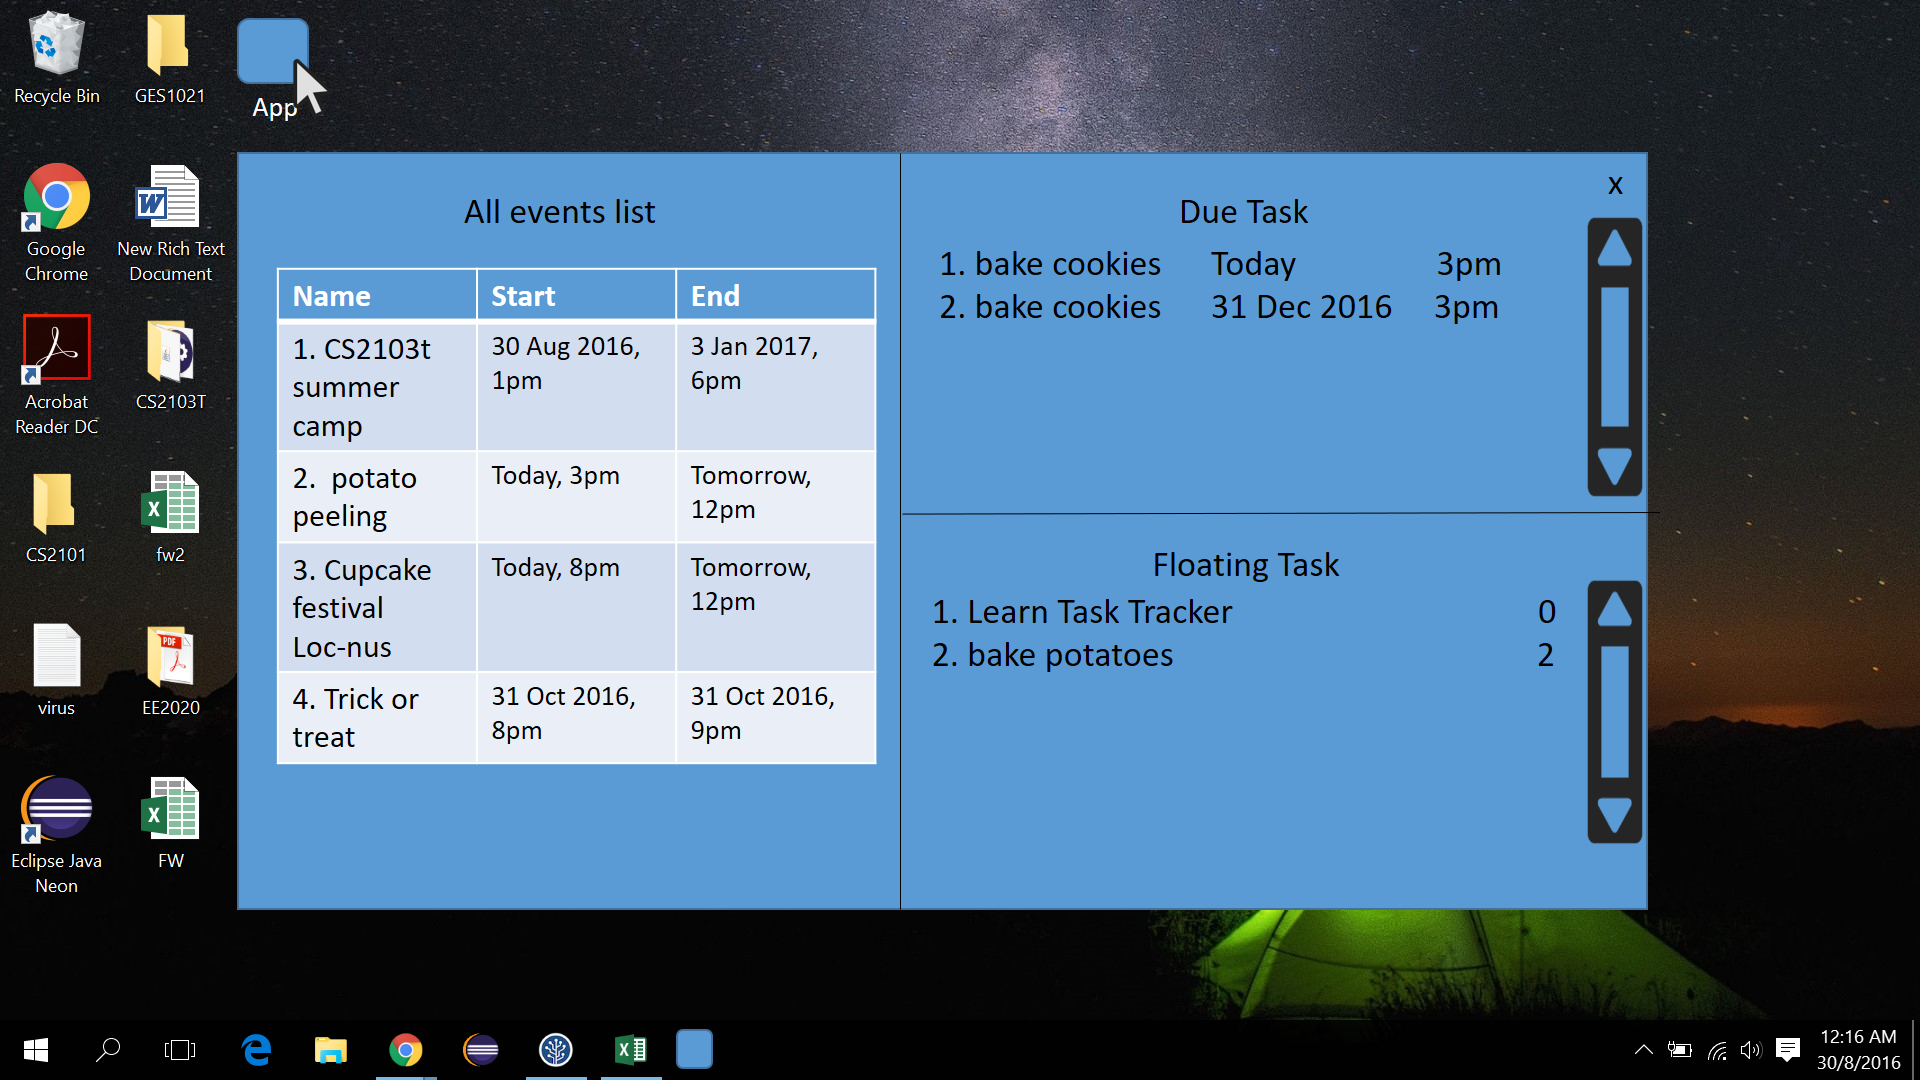 Recycle Bin
GES1021
App
Google
Chrome
New Rich Text
Document
Acrobat
Reader DC
CS2103T
CS2101
fw2
virus
EE2020
Eclipse Java
Neon
FW
All events list
Name Start End
1. CS2103t
summer
camp
30 Aug 2016,
1pm
3 Jan 2017,
6pm
2.  potato
peeling
Today, 3pm
Tomorrow,
12pm
3. Cupcake
festival
Loc-nus
Today, 8pm
Tomorrow,
12pm
4. Trick or
treat
31 Oct 2016,
8pm
31 Oct 2016,
9pm
x
Due Task
1. bake cookies Today 3pm
2. bake cookies 31 Dec 2016 3pm
Floating Task
1. Learn Task Tracker 0
2. bake potatoes 2
12:16 AM
30/8/2016